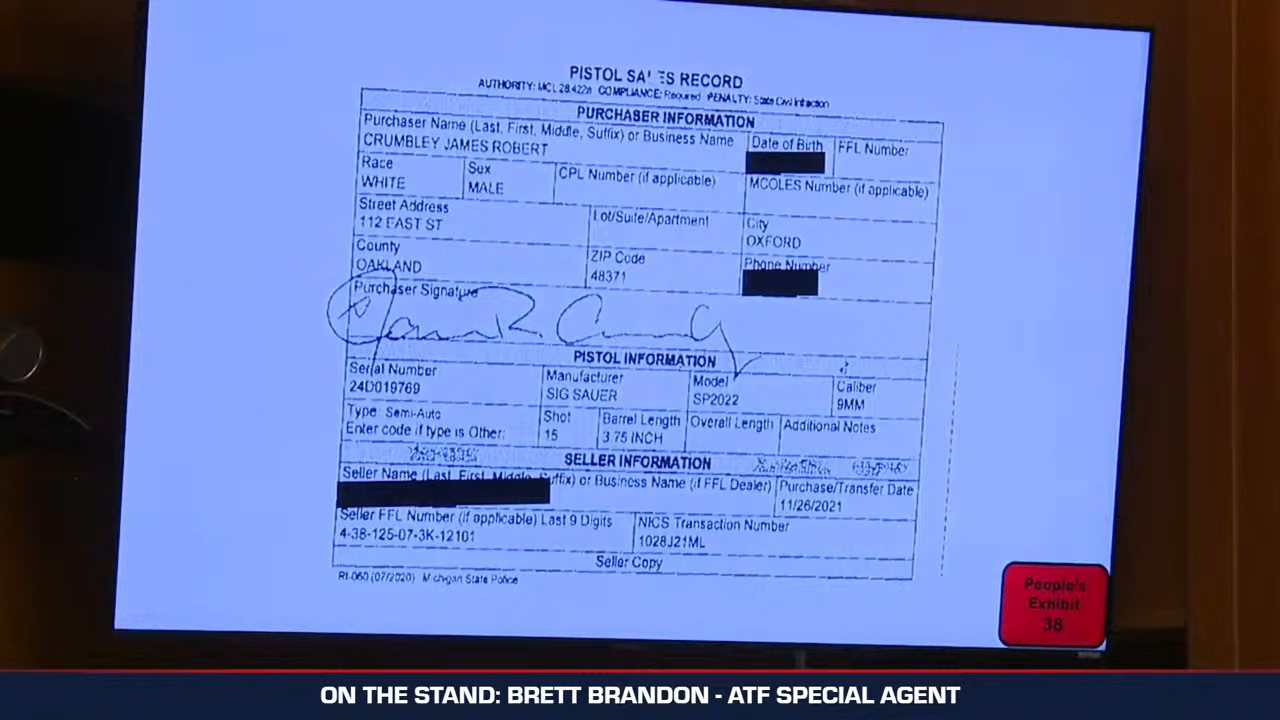 PISTOL SALES RECORD
AUTHORITY: MCL 28.422a COMPLIANCE: Required PENALTY: State Civil Infraction
PURCHASER INFORMATION
Purchaser Name (Last, First, Middle, Suffix) or Business Name
CRUMBLEY JAMES ROBERT
Date of Birth
FFL Number
Race
WHITE
Sex
MALE
CPL Number (if applicable)
MCOLES Number (if applicable)
Street Address
112 EAST ST
Lot/Suite/Apartment
City
OXFORD
County
OAKLAND
ZIP Code
48371
Phone Number
Purchaser Signature
PISTOL INFORMATION
Serial Number
24D019769
Manufacturer
SIG SAUER
Model
SP2022
Caliber
9MM
Type: Semi-Auto
Enter code if type is Other:
Shot
15
Barrel Length
3.75 INCH
Overall Length
Additional Notes
SELLER INFORMATION
Seller Name (Last, First, Middle, Suffix) or Business Name (if FFL Dealer)
Purchase/Transfer Date
11/26/2021
Seller FFL Number (if applicable) Last 9 Digits
4-38-125-07-3K-12101
NICS Transaction Number
1028J21ML
Seller Copy
RI-060 (07/2020) Michigan State Police
People's
Exhibit
38
ON THE STAND: BRETT BRANDON - ATF SPECIAL AGENT